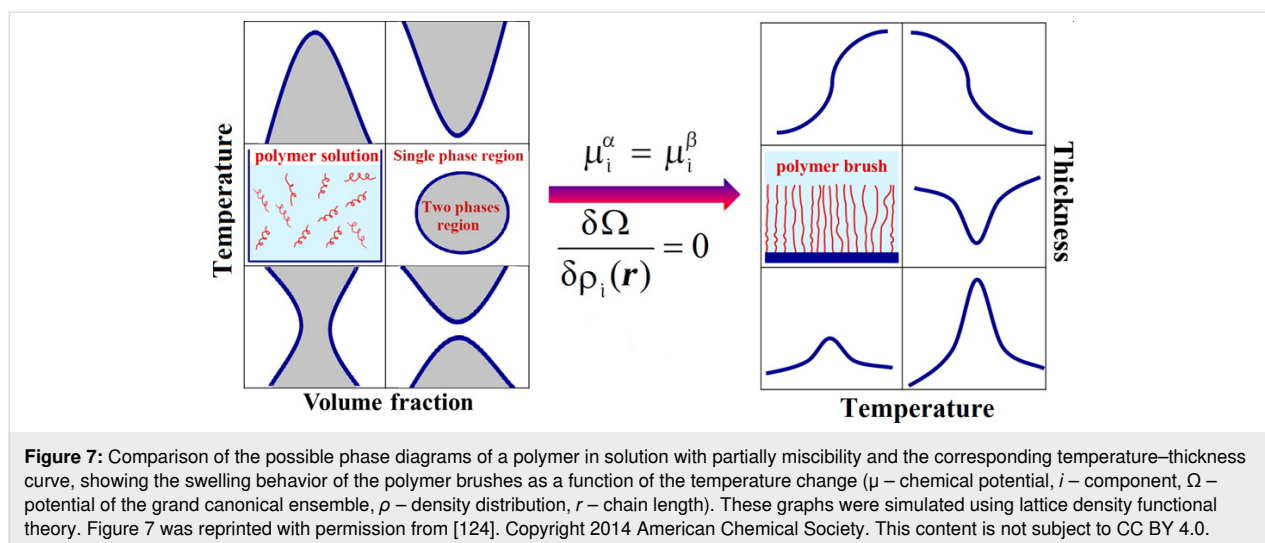 Temperature
polymer solution
Single phase region
Two phases
region
Volume fraction
μᵢᵅ = μᵢᵝ
δΩ
δρᵢ(r) = 0
polymer brush
Thickness
Temperature
Figure 7: Comparison of the possible phase diagrams of a polymer in solution with partially miscibility and the corresponding temperature–thickness
curve, showing the swelling behavior of the polymer brushes as a function of the temperature change (μ – chemical potential, i – component, Ω –
potential of the grand canonical ensemble, ρ – density distribution, r – chain length). These graphs were simulated using lattice density functional
theory. Figure 7 was reprinted with permission from [124]. Copyright 2014 American Chemical Society. This content is not subject to CC BY 4.0.